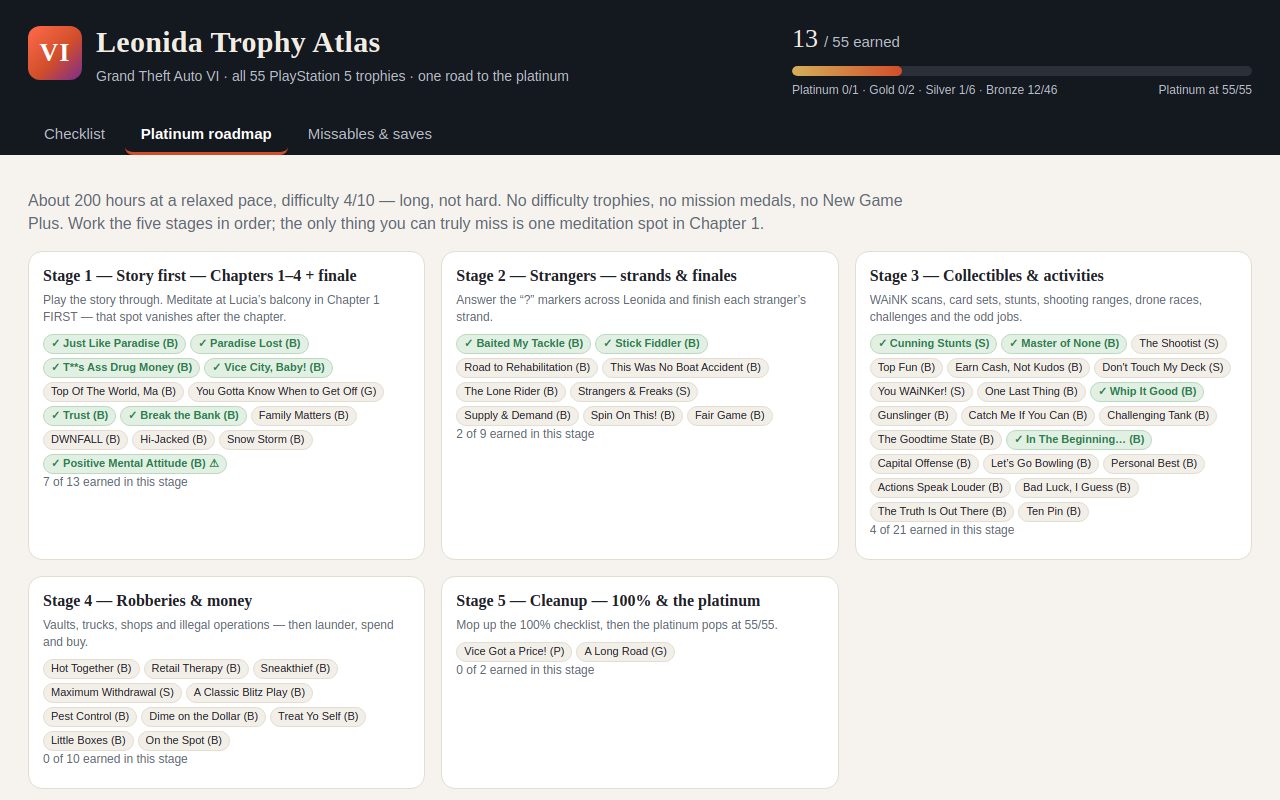 VI
Leonida Trophy Atlas
Grand Theft Auto VI · all 55 PlayStation 5 trophies · one road to the platinum
13 / 55 earned
Platinum 0/1 · Gold 0/2 · Silver 1/6 · Bronze 12/46
Platinum at 55/55
Checklist
Platinum roadmap
Missables & saves
About 200 hours at a relaxed pace, difficulty 4/10 — long, not hard. No difficulty trophies, no mission medals, no New Game
Plus. Work the five stages in order; the only thing you can truly miss is one meditation spot in Chapter 1.
Stage 1 — Story first — Chapters 1–4 + finale
Play the story through. Meditate at Lucia’s balcony in Chapter 1
FIRST — that spot vanishes after the chapter.
✓ Just Like Paradise (B) ✓ Paradise Lost (B)
✓ T**s Ass Drug Money (B) ✓ Vice City, Baby! (B)
Top Of The World, Ma (B) You Gotta Know When to Get Off (G)
✓ Trust (B) ✓ Break the Bank (B) Family Matters (B)
DWNFALL (B) Hi-Jacked (B) Snow Storm (B)
✓ Positive Mental Attitude (B) ⚠
7 of 13 earned in this stage
Stage 2 — Strangers — strands & finales
Answer the “?” markers across Leonida and finish each stranger’s
strand.
✓ Baited My Tackle (B) ✓ Stick Fiddler (B)
Road to Rehabilitation (B) This Was No Boat Accident (B)
The Lone Rider (B) Strangers & Freaks (S)
Supply & Demand (B) Spin On This! (B) Fair Game (B)
2 of 9 earned in this stage
Stage 3 — Collectibles & activities
WAiNK scans, card sets, stunts, shooting ranges, drone races,
challenges and the odd jobs.
✓ Cunning Stunts (S) ✓ Master of None (B) The Shootist (S)
Top Fun (B) Earn Cash, Not Kudos (B) Don't Touch My Deck (S)
You WAiNKer! (S) One Last Thing (B) ✓ Whip It Good (B)
Gunslinger (B) Catch Me If You Can (B) Challenging Tank (B)
The Goodtime State (B) ✓ In The Beginning… (B)
Capital Offense (B) Let’s Go Bowling (B) Personal Best (B)
Actions Speak Louder (B) Bad Luck, I Guess (B)
The Truth Is Out There (B) Ten Pin (B)
4 of 21 earned in this stage
Stage 4 — Robberies & money
Vaults, trucks, shops and illegal operations — then launder, spend
and buy.
Hot Together (B) Retail Therapy (B) Sneakthief (B)
Maximum Withdrawal (S) A Classic Blitz Play (B)
Pest Control (B) Dime on the Dollar (B) Treat Yo Self (B)
Little Boxes (B) On the Spot (B)
0 of 10 earned in this stage
Stage 5 — Cleanup — 100% & the platinum
Mop up the 100% checklist, then the platinum pops at 55/55.
Vice Got a Price! (P) A Long Road (G)
0 of 2 earned in this stage